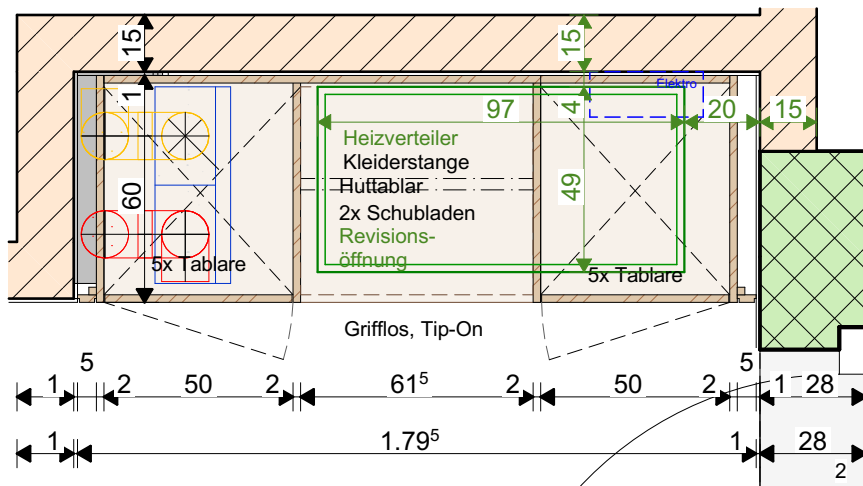 15
15
Elektro
1
97
4
20
15
Heizverteiler
Kleiderstange
Huttablar
2x Schubladen
Revisions-
öffnung
60
49
5x Tablare
5x Tablare
Grifflos, Tip-On
5
5
1
2
50
2
61⁵
2
50
2
1
28
1
1.79⁵
1
28
2